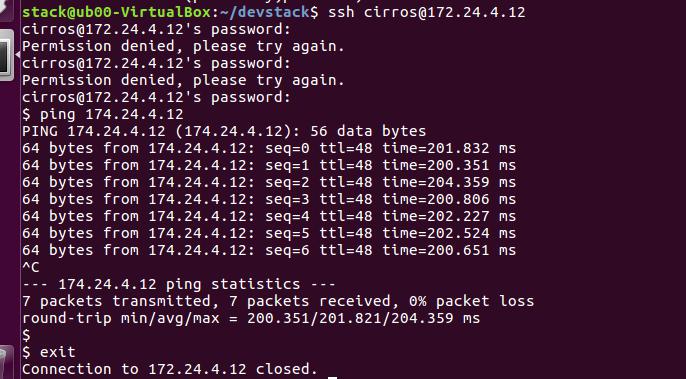 stack@ub00-VirtualBox:~/devstack$ ssh cirros@172.24.4.12
cirros@172.24.4.12's password:
Permission denied, please try again.
cirros@172.24.4.12's password:
Permission denied, please try again.
cirros@172.24.4.12's password:
$ ping 174.24.4.12
PING 174.24.4.12 (174.24.4.12): 56 data bytes
64 bytes from 174.24.4.12: seq=0 ttl=48 time=201.832 ms
64 bytes from 174.24.4.12: seq=1 ttl=48 time=200.351 ms
64 bytes from 174.24.4.12: seq=2 ttl=48 time=204.359 ms
64 bytes from 174.24.4.12: seq=3 ttl=48 time=200.806 ms
64 bytes from 174.24.4.12: seq=4 ttl=48 time=202.227 ms
64 bytes from 174.24.4.12: seq=5 ttl=48 time=202.524 ms
64 bytes from 174.24.4.12: seq=6 ttl=48 time=200.651 ms
^C
--- 174.24.4.12 ping statistics ---
7 packets transmitted, 7 packets received, 0% packet loss
round-trip min/avg/max = 200.351/201.821/204.359 ms
$
$ exit
Connection to 172.24.4.12 closed.